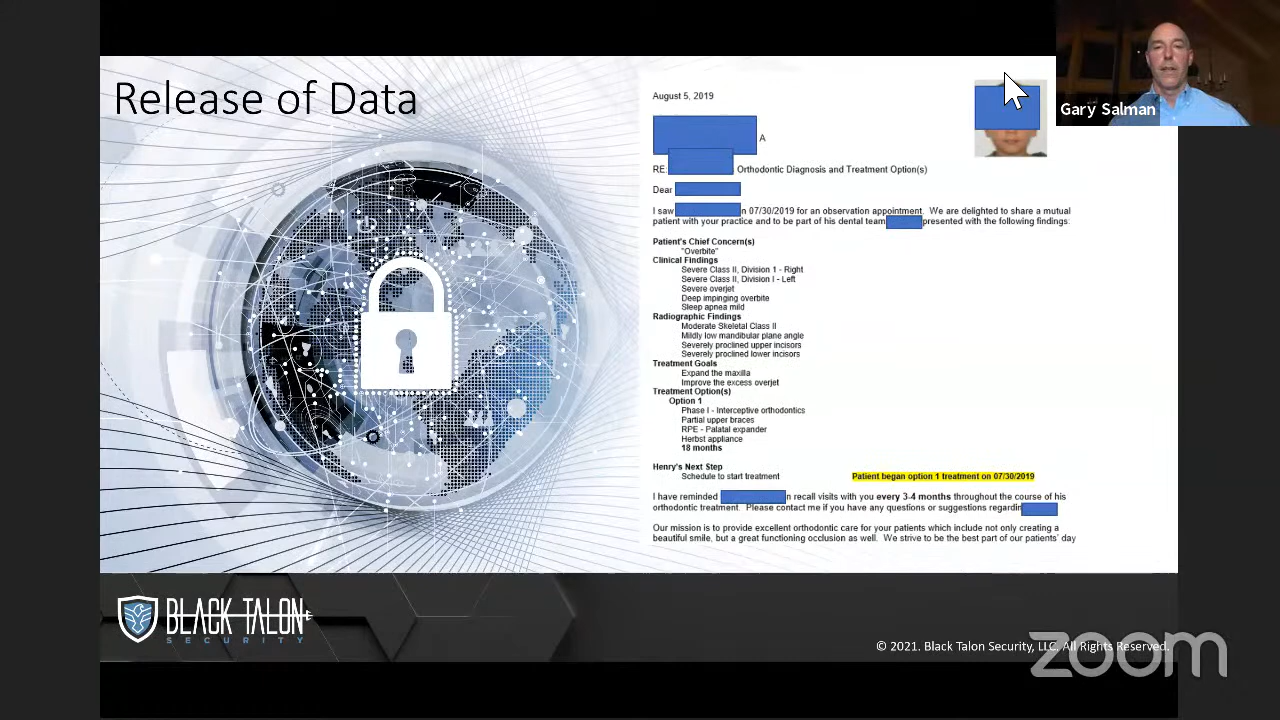 Release of Data
August 5, 2019
A
RE: Orthodontic Diagnosis and Treatment Option(s)
Dear
I saw n 07/30/2019 for an observation appointment. We are delighted to share a mutual
patient with your practice and to be part of his dental team presented with the following findings:
Patient's Chief Concern(s)
"Overbite"
Clinical Findings
Severe Class II, Division 1 - Right
Severe Class II, Division I - Left
Severe overjet
Deep impinging overbite
Sleep apnea mild
Radiographic Findings
Moderate Skeletal Class II
Mildly low mandibular plane angle
Severely proclined upper incisors
Severely proclined lower incisors
Treatment Goals
Expand the maxilla
Improve the excess overjet
Treatment Option(s)
Option 1
Phase I - Interceptive orthodontics
Partial upper braces
RPE - Palatal expander
Herbst appliance
18 months
Henry's Next Step
Schedule to start treatment Patient began option 1 treatment on 07/30/2019
I have reminded n recall visits with you every 3-4 months throughout the course of his
orthodontic treatment. Please contact me if you have any questions or suggestions regardin
Our mission is to provide excellent orthodontic care for your patients which include not only creating a
beautiful smile, but a great functioning occlusion as well. We strive to be the best part of our patients' day
Gary Salman
BLACK TALON
SECURITY
© 2021. Black Talon Security, LLC. All Rights Reserved.
zoom